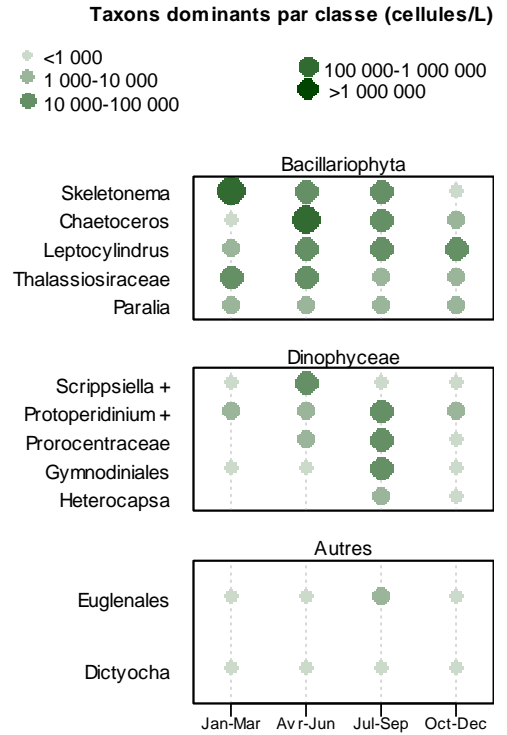 Taxons dominants par classe (cellules/L)
<1 000
1 000-10 000
10 000-100 000
100 000-1 000 000
>1 000 000
Bacillariophyta
Skeletonema
Chaetoceros
Leptocylindrus
Thalassiosiraceae
Paralia
Dinophyceae
Scrippsiella +
Protoperidinium +
Prorocentraceae
Gymnodiniales
Heterocapsa
Autres
Euglenales
Dictyocha
Jan-Mar Avr-Jun Jul-Sep Oct-Dec